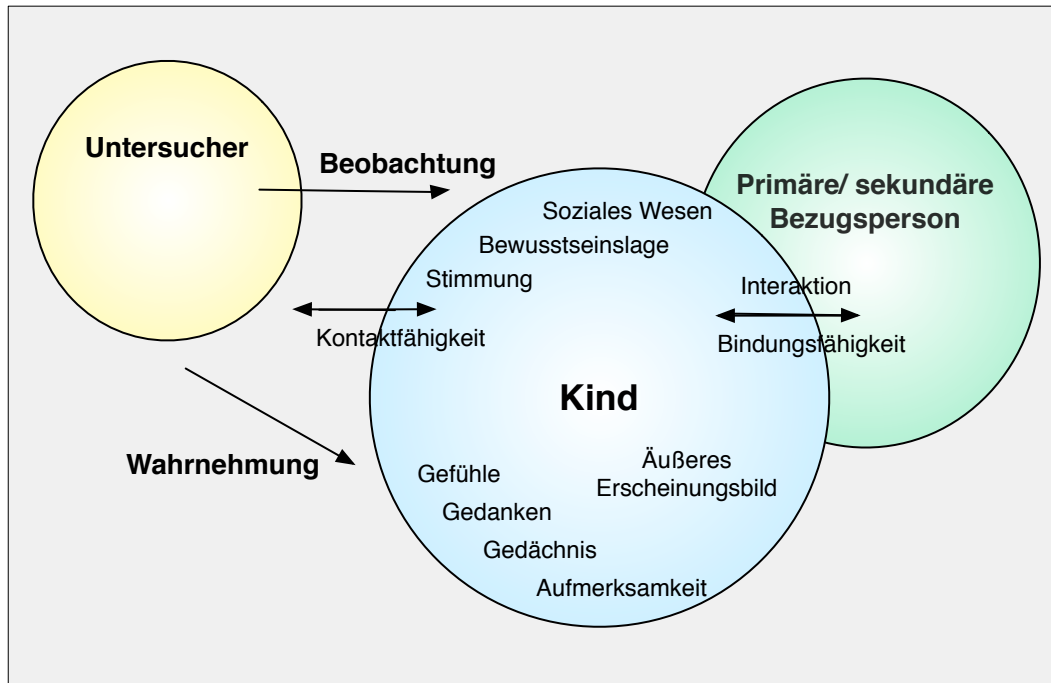 Untersucher
Beobachtung
Primäre/ sekundäre
Bezugsperson
Soziales Wesen
Bewusstseinslage
Stimmung
Interaktion
Kontaktfähigkeit
Bindungsfähigkeit
Kind
Wahrnehmung
Äußeres
Erscheinungsbild
Gefühle
Gedanken
Gedächnis
Aufmerksamkeit